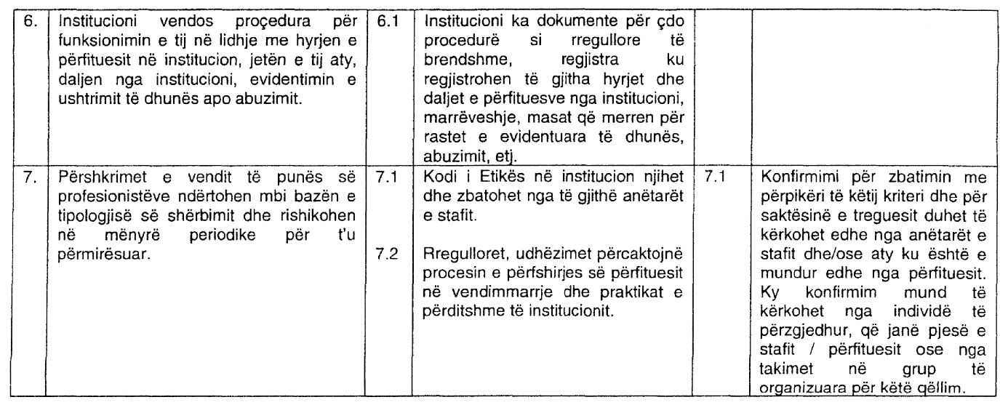 6.
Institucioni vendos proçedura për
funksionimin e tij në lidhje me hyrjen e
përfituesit në institucion, jetën e tij aty,
daljen nga institucioni, evidentimin e
ushtrimit të dhunës apo abuzimit.
6.1
Institucioni ka dokumente për çdo
procedurë si rregullore të
brendshme, regjistra ku
regjistrohen të gjitha hyrjet dhe
daljet e përfituesve nga institucioni,
marrëveshje, masat që merren për
rastet e evidentuara të dhunës,
abuzimit, etj.
7.
Përshkrimet e vendit të punës së
profesionistëve ndërtohen mbi bazën e
tipologjisë së shërbimit dhe rishikohen
në mënyrë periodike për t'u
përmirësuar.
7.1
Kodi i Etikës në institucion njihet
dhe zbatohet nga të gjithë anëtarët
e stafit.
7.2
Rregulloret, udhëzimet përcaktojnë
procesin e përfshirjes së përfituesit
në vendimmarrje dhe praktikat e
përditshme të institucionit.
7.1
Konfirmimi për zbatimin me
përpikëri të këtij kriteri dhe për
saktësinë e treguesit duhet të
kërkohet edhe nga anëtarët e
stafit dhe/ose aty ku është e
mundur edhe nga përfituesit.
Ky konfirmim mund të
kërkohet nga individë të
përzgjedhur, që janë pjesë e
stafit / përfituesit ose nga
takimet në grup të
organizuara për këtë qëllim.